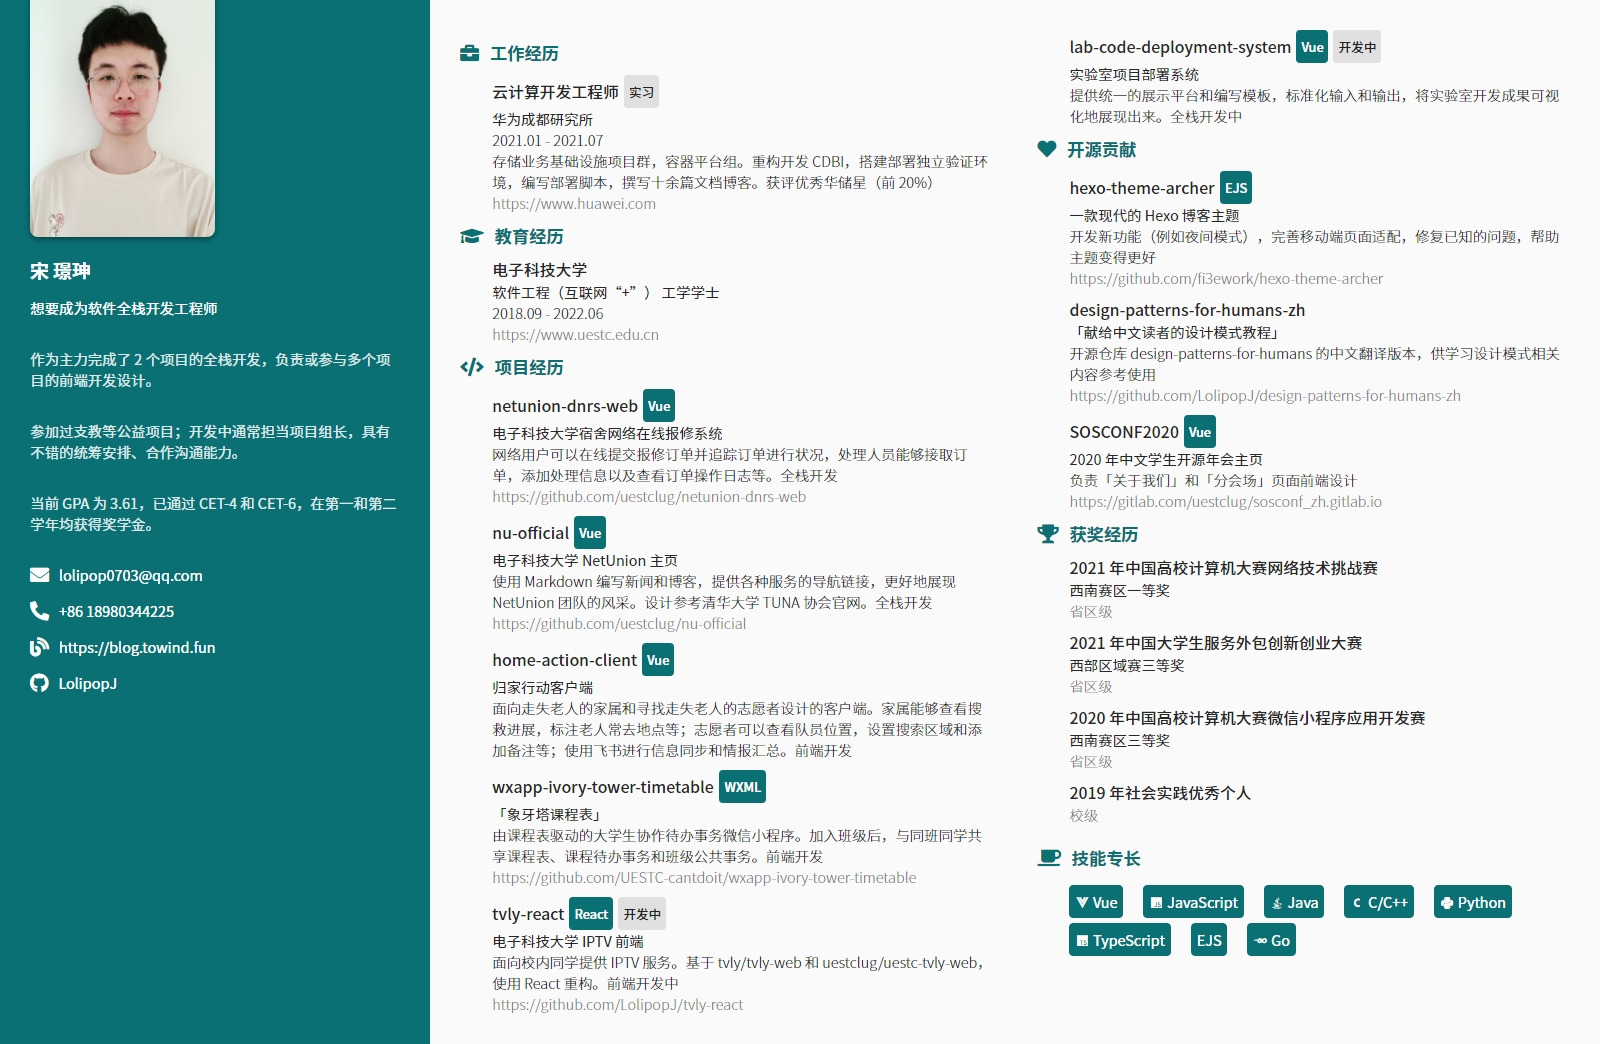 宋 璟珅
想要成为软件全栈开发工程师
作为主力完成了 2 个项目的全栈开发，负责或参与多个项
目的前端开发设计。
参加过支教等公益项目；开发中通常担当项目组长，具有
不错的统筹安排、合作沟通能力。
当前 GPA 为 3.61，已通过 CET-4 和 CET-6，在第一和第二
学年均获得奖学金。
lolipop0703@qq.com
+86 18980344225
https://blog.towind.fun
LolipopJ
工作经历
云计算开发工程师 实习
华为成都研究所
2021.01 - 2021.07
存储业务基础设施项目群，容器平台组。重构开发 CDBI，搭建部署独立验证环
境，编写部署脚本，撰写十余篇文档博客。获评优秀华储星（前 20%）
https://www.huawei.com
教育经历
电子科技大学
软件工程（互联网“+”） 工学学士
2018.09 - 2022.06
https://www.uestc.edu.cn
项目经历
netunion-dnrs-web Vue
电子科技大学宿舍网络在线报修系统
网络用户可以在线提交报修订单并追踪订单进行状况，处理人员能够接取订
单，添加处理信息以及查看订单操作日志等。全栈开发
https://github.com/uestclug/netunion-dnrs-web
nu-official Vue
电子科技大学 NetUnion 主页
使用 Markdown 编写新闻和博客，提供各种服务的导航链接，更好地展现
NetUnion 团队的风采。设计参考清华大学 TUNA 协会官网。全栈开发
https://github.com/uestclug/nu-official
home-action-client Vue
归家行动客户端
面向走失老人的家属和寻找走失老人的志愿者设计的客户端。家属能够查看搜
救进展，标注老人常去地点等；志愿者可以查看队员位置，设置搜索区域和添
加备注等；使用飞书进行信息同步和情报汇总。前端开发
wxapp-ivory-tower-timetable WXML
「象牙塔课程表」
由课程表驱动的大学生协作待办事务微信小程序。加入班级后，与同班同学共
享课程表、课程待办事务和班级公共事务。前端开发
https://github.com/UESTC-cantdoit/wxapp-ivory-tower-timetable
tvly-react React 开发中
电子科技大学 IPTV 前端
面向校内同学提供 IPTV 服务。基于 tvly/tvly-web 和 uestclug/uestc-tvly-web，
使用 React 重构。前端开发中
https://github.com/LolipopJ/tvly-react
lab-code-deployment-system Vue 开发中
实验室项目部署系统
提供统一的展示平台和编写模板，标准化输入和输出，将实验室开发成果可视
化地展现出来。全栈开发中
开源贡献
hexo-theme-archer EJS
一款现代的 Hexo 博客主题
开发新功能（例如夜间模式），完善移动端页面适配，修复已知的问题，帮助
主题变得更好
https://github.com/fi3ework/hexo-theme-archer
design-patterns-for-humans-zh
「献给中文读者的设计模式教程」
开源仓库 design-patterns-for-humans 的中文翻译版本，供学习设计模式相关
内容参考使用
https://github.com/LolipopJ/design-patterns-for-humans-zh
SOSCONF2020 Vue
2020 年中文学生开源年会主页
负责「关于我们」和「分会场」页面前端设计
https://gitlab.com/uestclug/sosconf_zh.gitlab.io
获奖经历
2021 年中国高校计算机大赛网络技术挑战赛
西南赛区一等奖
省区级
2021 年中国大学生服务外包创新创业大赛
西部区域赛三等奖
省区级
2020 年中国高校计算机大赛微信小程序应用开发赛
西南赛区三等奖
省区级
2019 年社会实践优秀个人
校级
技能专长
Vue JavaScript Java C C/C++ Python
TypeScript EJS Go